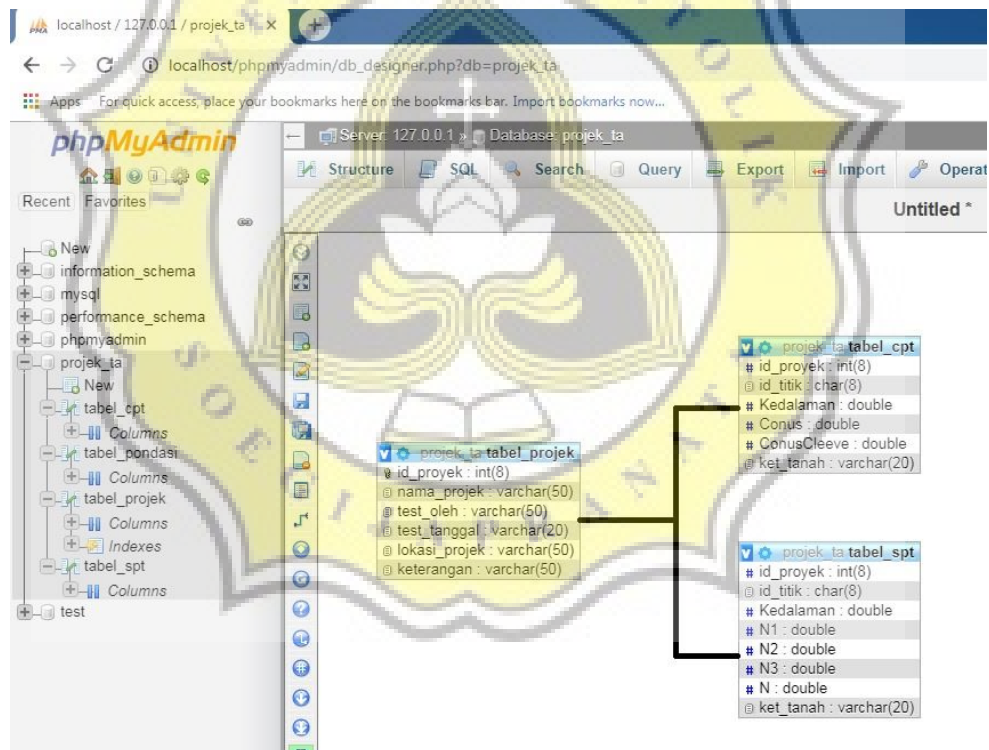 localhost / 127.0.0.1 / projek_ta
localhost/phpmyadmin/db_designer.php?db=projek_ta
Apps For quick access, place your bookmarks here on the bookmarks bar. Import bookmarks now...
phpMyAdmin
Recent Favorites
New
information_schema
mysql
performance_schema
phpmyadmin
projek_ta
New
tabel_cpt
Columns
tabel_pondasi
Columns
tabel_projek
Columns
Indexes
tabel_spt
Columns
test
Server: 127.0.0.1 » Database: projek_ta
Structure SQL Search Query Export Import Operat
Untitled *
projek_ta tabel_projek
id_proyek : int(8)
nama_projek : varchar(50)
test_oleh : varchar(50)
test_tanggal : varchar(20)
lokasi_projek : varchar(50)
keterangan : varchar(50)
projek_ta tabel_cpt
id_proyek : int(8)
id_titik : char(8)
Kedalaman : double
Conus : double
ConusCleeve : double
ket_tanah : varchar(20)
projek_ta tabel_spt
id_proyek : int(8)
id_titik : char(8)
Kedalaman : double
N1 : double
N2 : double
N3 : double
N : double
ket_tanah : varchar(20)